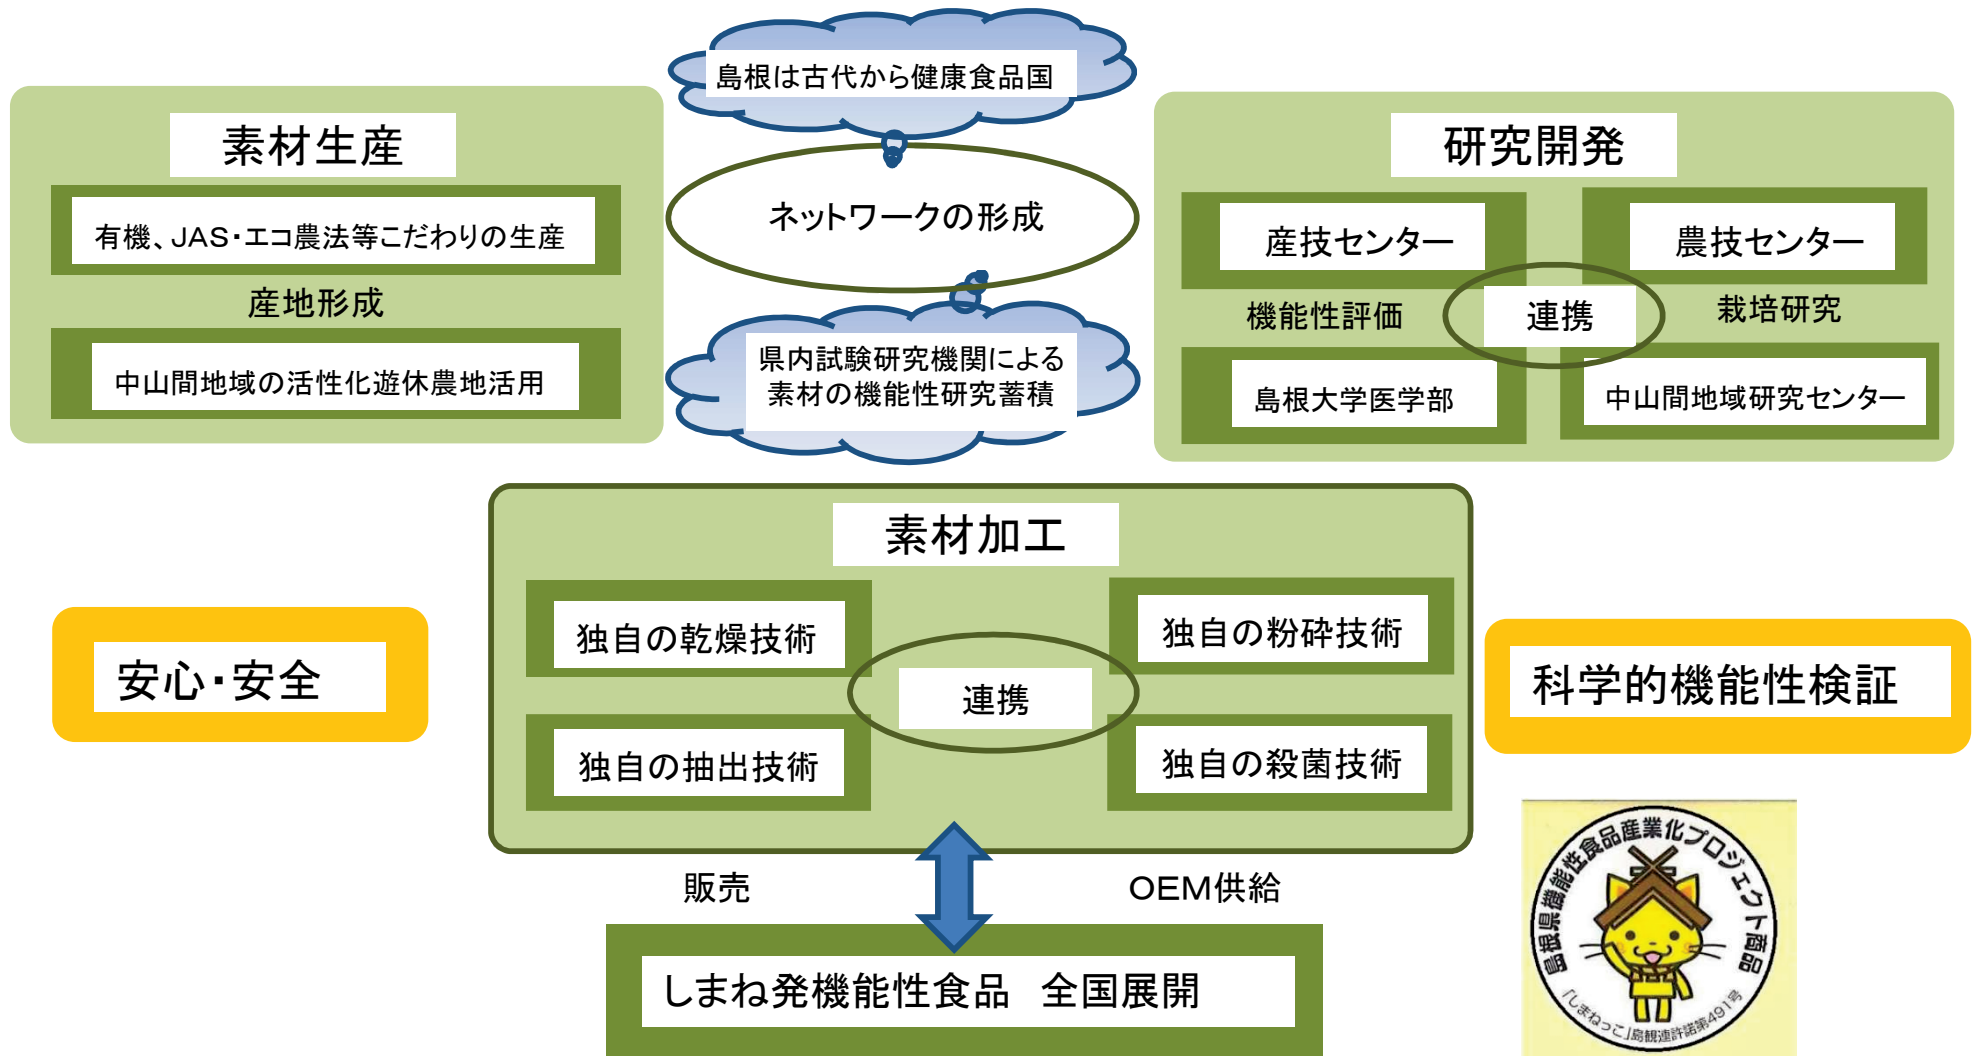 島根は古代から健康食品国
素材生産
有機、JAS・エコ農法等こだわりの生産
産地形成
中山間地域の活性化遊休農地活用
ネットワークの形成
県内試験研究機関による
素材の機能性研究蓄積
研究開発
産技センター
農技センター
機能性評価
連携
栽培研究
島根大学医学部
中山間地域研究センター
素材加工
独自の乾燥技術
独自の粉砕技術
連携
独自の抽出技術
独自の殺菌技術
安心・安全
科学的機能性検証
販売
OEM供給
しまね発機能性食品　全国展開
島根県機能性食品産業化プロジェクト商品
「しまねっこ」島観連許諾第491号